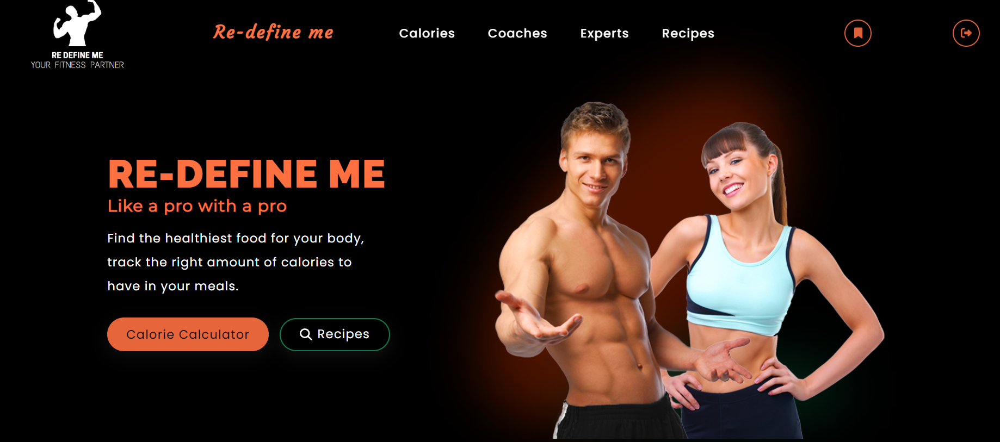 RE DEFINE ME
YOUR FITNESS PARTNER
Re-define me
Calories
Coaches
Experts
Recipes
RE-DEFINE ME
Like a pro with a pro
Find the healthiest food for your body,
track the right amount of calories to
have in your meals.
Calorie Calculator
Recipes